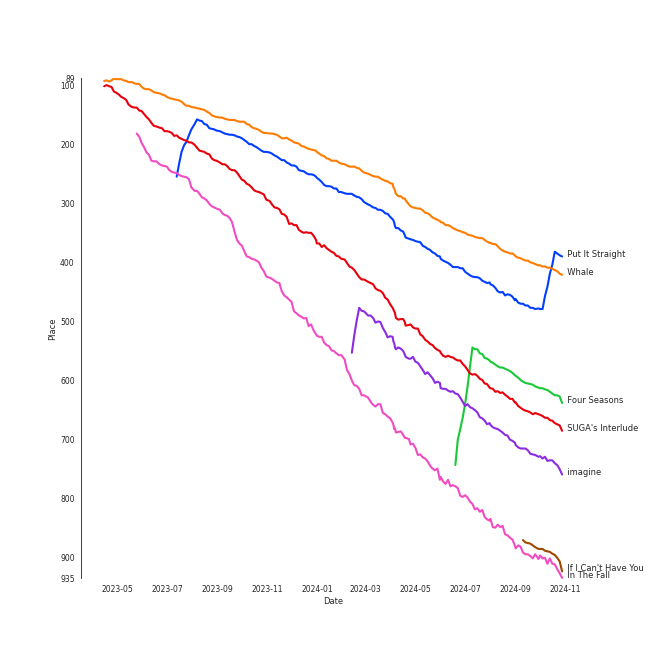 89
100
200
300
400
500
600
700
800
900
935
Place
Put It Straight
Whale
Four Seasons
SUGA's Interlude
imagine
If I Can't Have You
In The Fall
2023-05 2023-07 2023-09 2023-11 2024-01 2024-03 2024-05 2024-07 2024-09 2024-11
Date